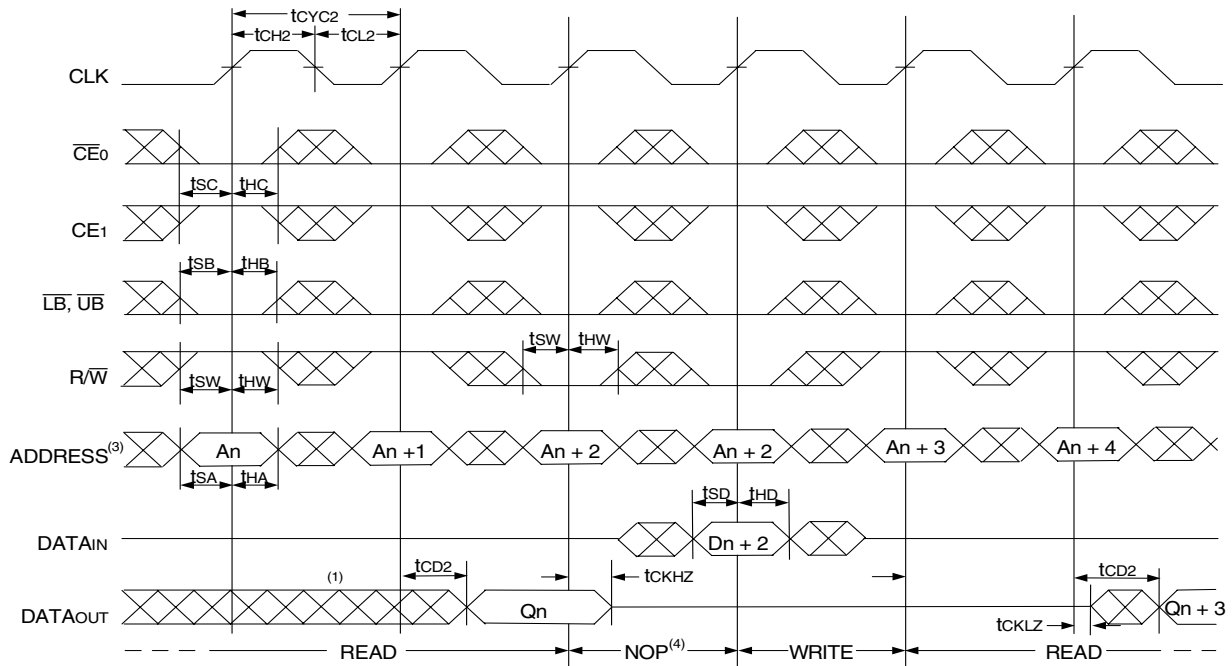 tCYC2
tCH2 tCL2
CLK
CE0
tSC tHC
CE1
tSB tHB
LB, UB
tSW tHW
R/W
tSW tHW
ADDRESS(3) An An +1 An + 2 An + 2 An + 3 An + 4
tSA tHA
tSD tHD
DATAIN Dn + 2
tCD2 tCKHZ tCD2
(1)
DATAOUT Qn Qn + 3
tCKLZ
READ NOP(4) WRITE READ